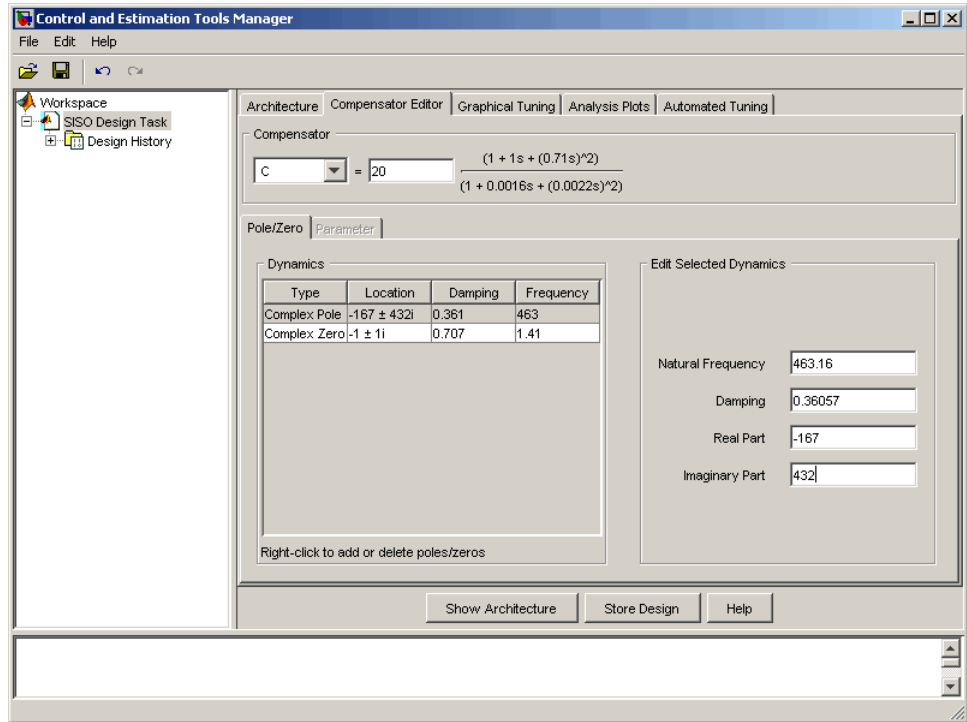 Control and Estimation Tools Manager
File Edit Help
Workspace
SISO Design Task
Design History
Architecture Compensator Editor Graphical Tuning Analysis Plots Automated Tuning
Compensator
C = 20 (1 + 1s + (0.71s)^2)
(1 + 0.0016s + (0.0022s)^2)
Pole/Zero Parameter
Dynamics
Type Location Damping Frequency
Complex Pole -167 ± 432i 0.361 463
Complex Zero -1 ± 1i 0.707 1.41
Right-click to add or delete poles/zeros
Edit Selected Dynamics
Natural Frequency 463.16
Damping 0.36057
Real Part -167
Imaginary Part 432
Show Architecture Store Design Help